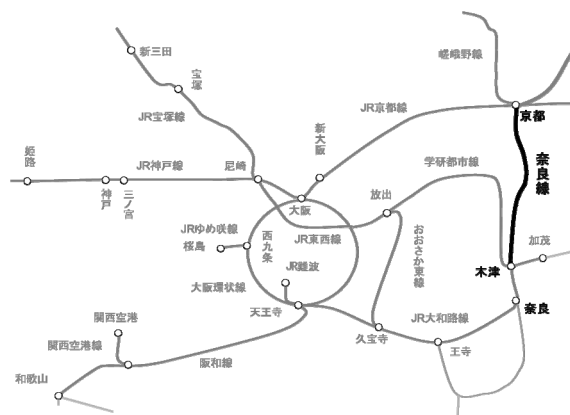 嵯峨野線
新三田
宝塚
JR宝塚線
JR京都線
京都
新大阪
奈良線
姫路
JR神戸線
尼崎
学研都市線
神戸
三ノ宮
大阪
放出
JRゆめ咲線
桜島
西九条
JR東西線
おおさか東線
加茂
木津
JR難波
大阪環状線
天王寺
奈良
関西空港
JR大和路線
久宝寺
王寺
関西空港線
阪和線
和歌山